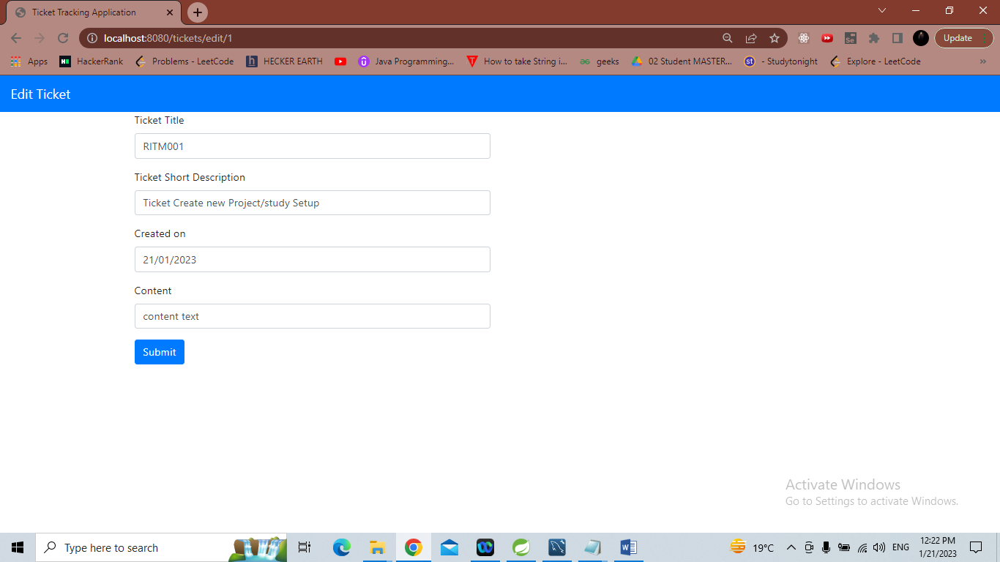 Ticket Tracking Application
localhost:8080/tickets/edit/1
Update
Apps
HackerRank
Problems - LeetCode
h HECKER EARTH
Java Programming...
How to take String i...
geeks
02 Student MASTER...
st - Studytonight
Explore - LeetCode
»
Edit Ticket
Ticket Title
RITM001
Ticket Short Description
Ticket Create new Project/study Setup
Created on
21/01/2023
Content
content text
Submit
Activate Windows
Go to Settings to activate Windows.
Type here to search
19°C
ENG
12:22 PM
1/21/2023